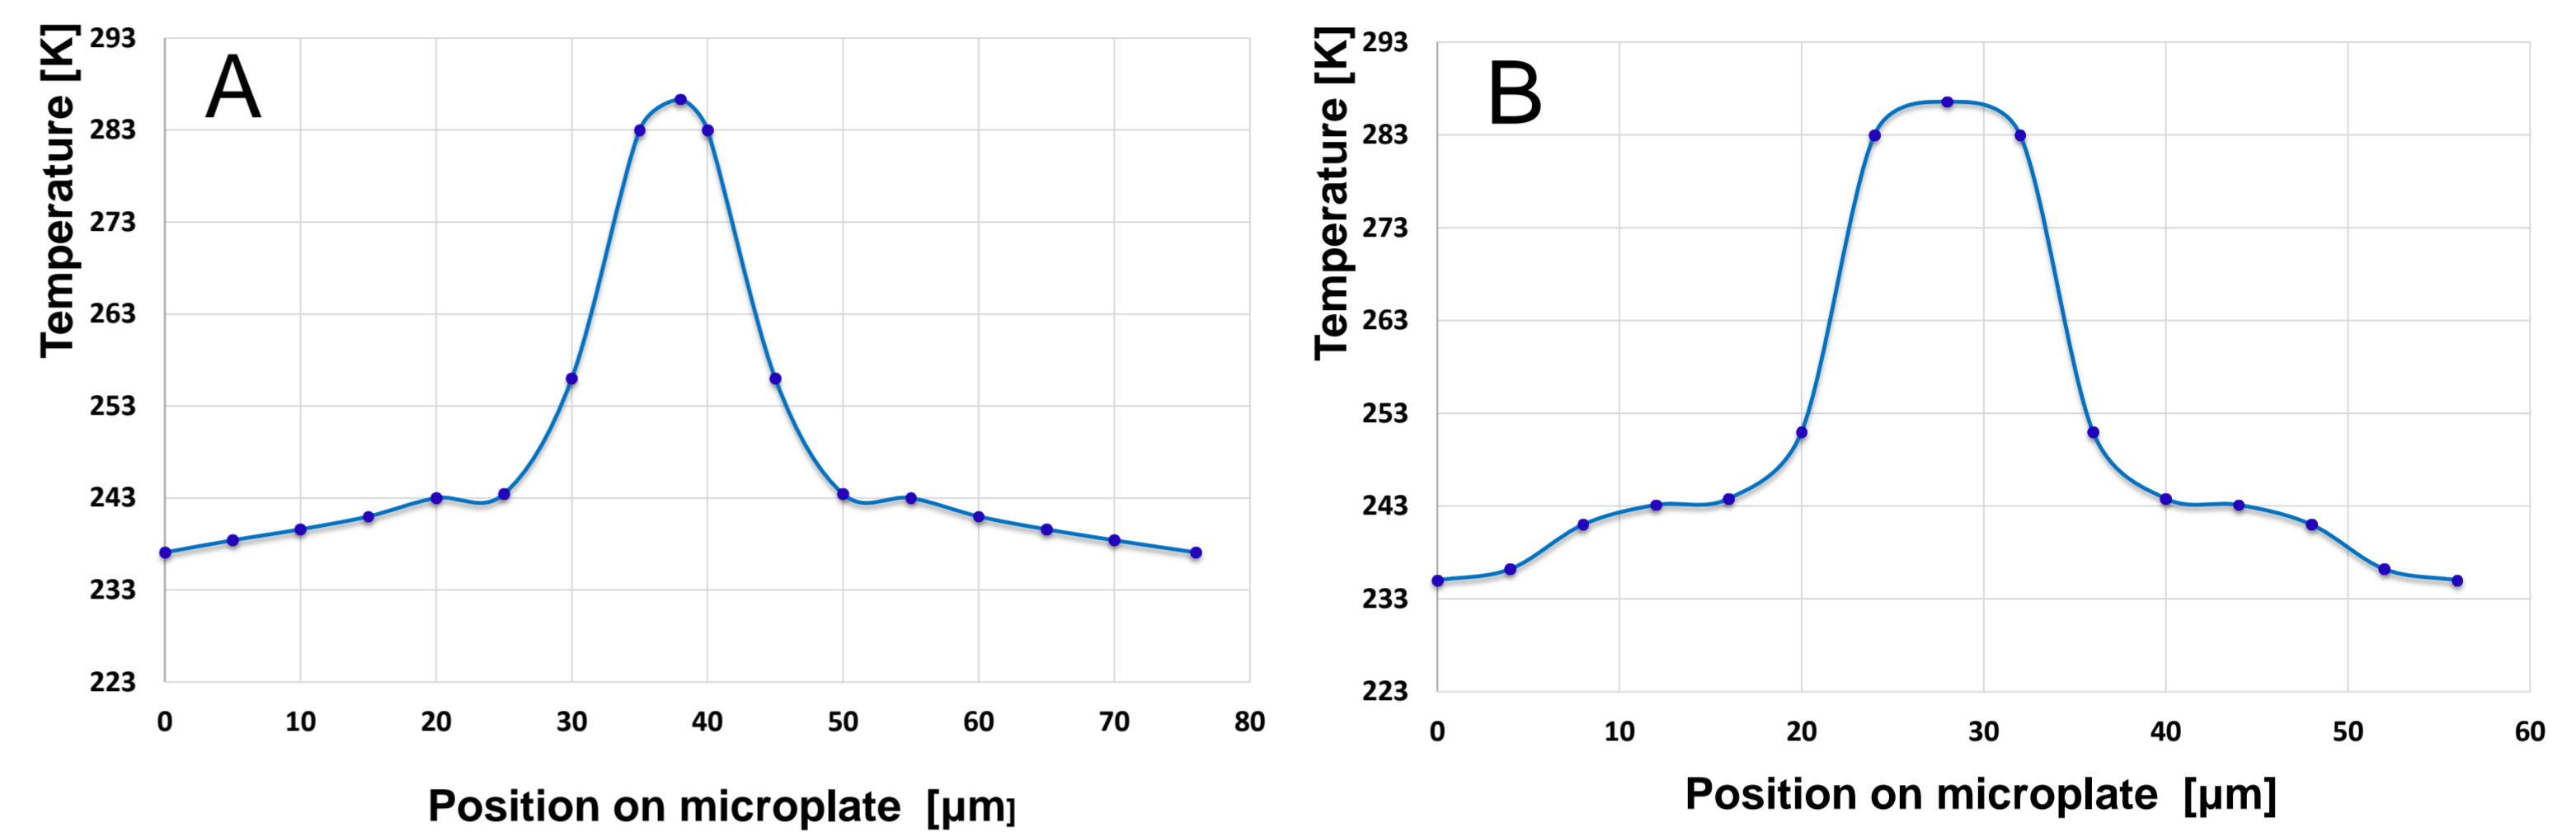 A
Temperature [K]
293
283
273
263
253
243
233
223
0 10 20 30 40 50 60 70 80
Position on microplate [µm]
B
Temperature [K]
293
283
273
263
253
243
233
223
0 10 20 30 40 50 60
Position on microplate [µm]